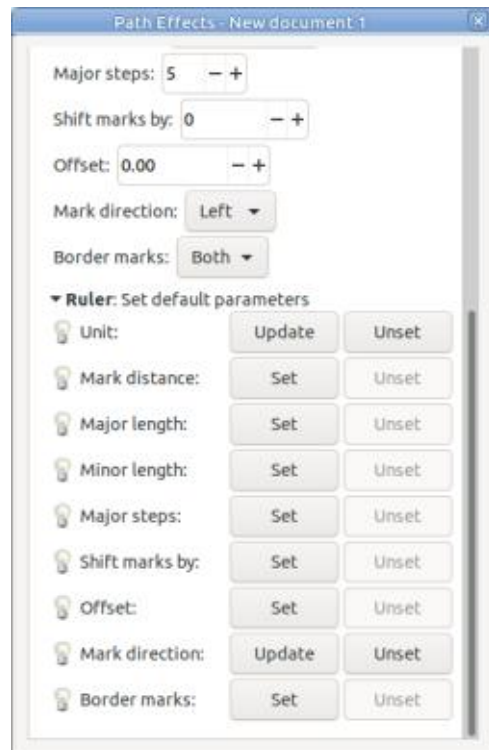 Path Effects - New document 1
Major steps: 5 − +
Shift marks by: 0 − +
Offset: 0.00 − +
Mark direction: Left
Border marks: Both
Ruler: Set default parameters
Unit: Update Unset
Mark distance: Set Unset
Major length: Set Unset
Minor length: Set Unset
Major steps: Set Unset
Shift marks by: Set Unset
Offset: Set Unset
Mark direction: Update Unset
Border marks: Set Unset